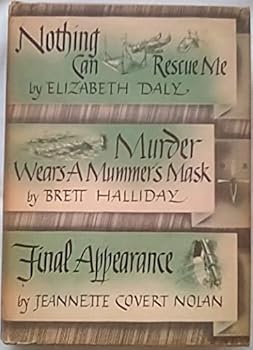 Nothing
Can Rescue Me
by ELIZABETH DALY
Murder
Wears A Mummer's Mask
by BRETT HALLIDAY
Final Appearance
by JEANNETTE COVERT NOLAN